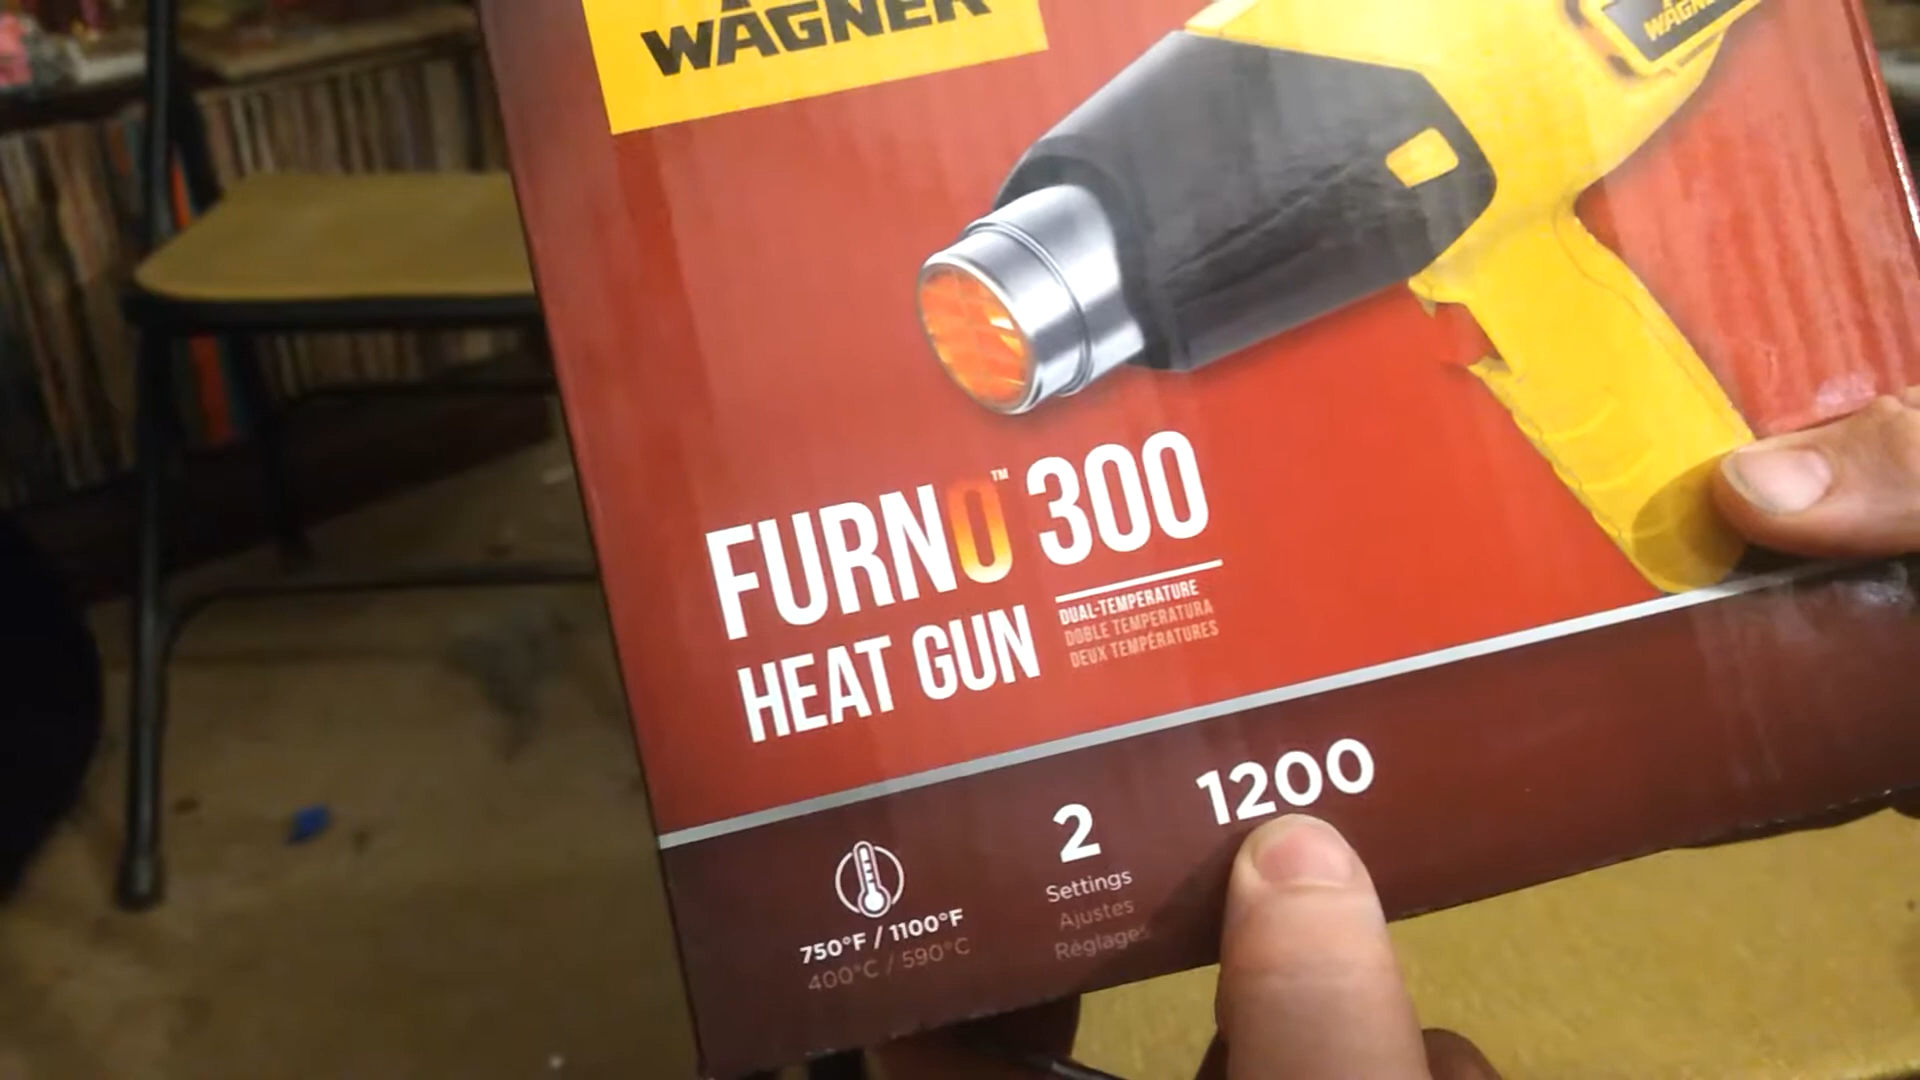 WAGNER
WAGNER
FURNO™ 300
HEAT GUN
DUAL-TEMPERATURE
DOBLE TEMPERATURA
DEUX TEMPÉRATURES
750°F / 1100°F
400°C / 590°C
2
Settings
Ajustes
Réglages
1200